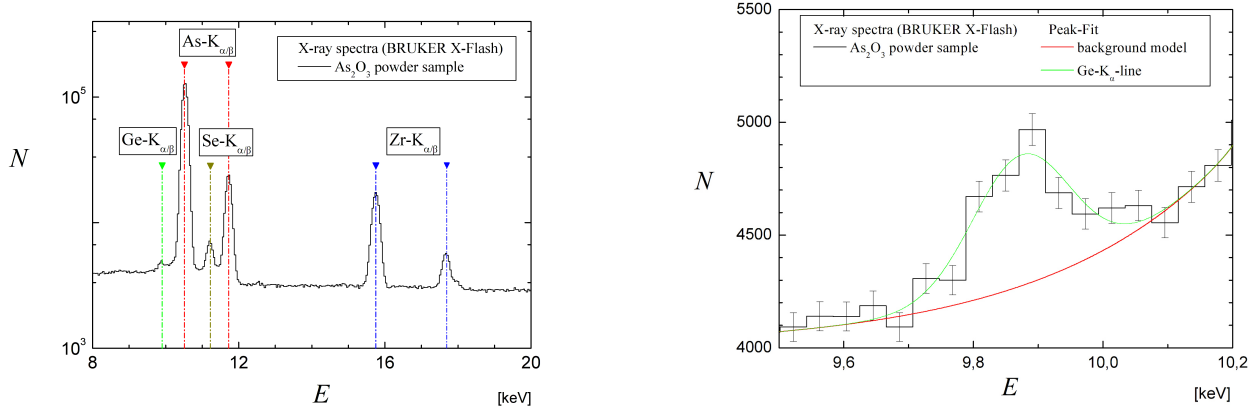 As-Kα/β
X-ray spectra (BRUKER X-Flash)
As2O3 powder sample
10^5
Ge-Kα/β
Se-Kα/β
Zr-Kα/β
N
10^3
8
12
16
20
E
[keV]
5500
X-ray spectra (BRUKER X-Flash)
Peak-Fit
As2O3 powder sample
background model
Ge-Kα-line
5000
N
4500
4000
9,6
9,8
10,0
10,2
E
[keV]